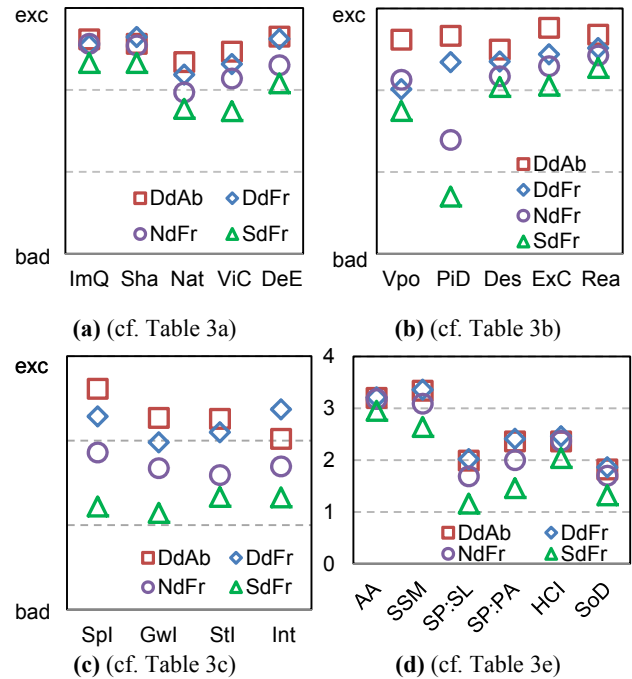 exc
bad
DdAb DdFr
NdFr SdFr
ImQ Sha Nat ViC DeE
(a) (cf. Table 3a)
exc
bad
DdAb
DdFr
NdFr
SdFr
Vpo PiD Des ExC Rea
(b) (cf. Table 3b)
exc
bad
DdAb DdFr
NdFr SdFr
Spl Gwl Stl Int
(c) (cf. Table 3c)
4
3
2
1
0
DdAb DdFr
NdFr SdFr
AA SSM SP:SL SP:PA HCI SoD
(d) (cf. Table 3e)